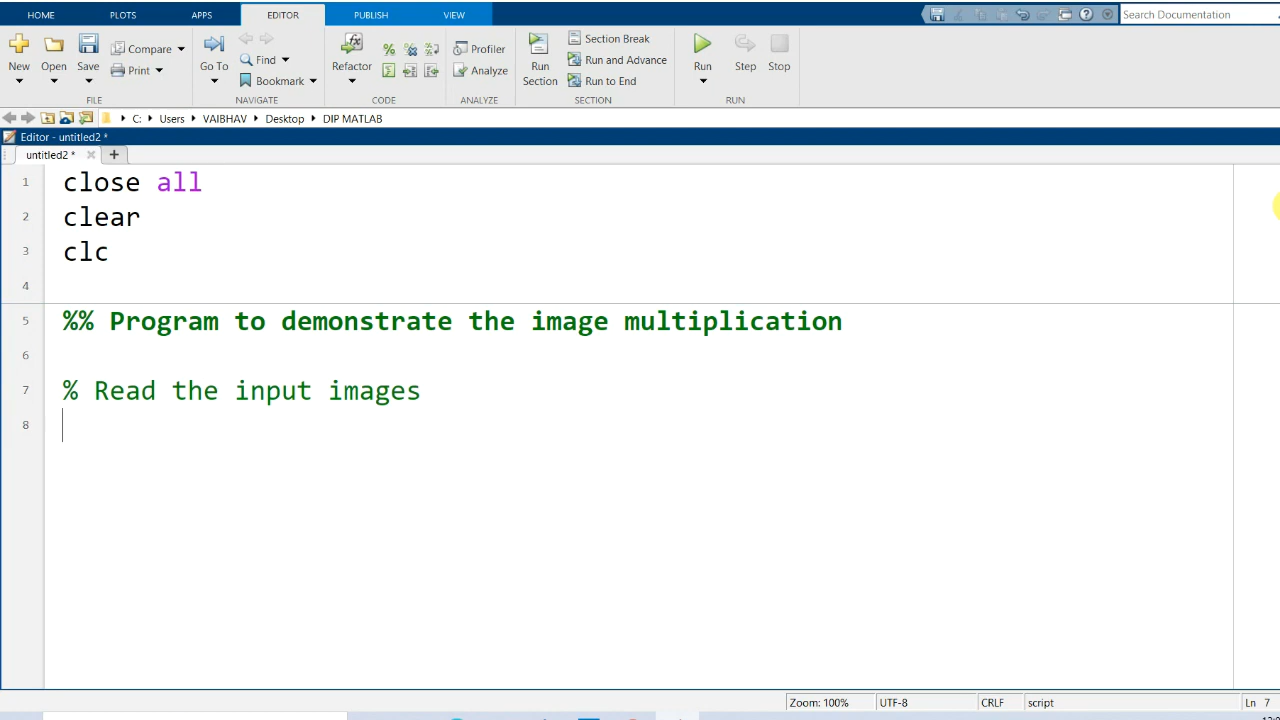 HOME PLOTS APPS EDITOR PUBLISH VIEW Search Documentation
New Open Save Compare Print Go To Find Bookmark Refactor Profiler Analyze Run Section Section Break Run and Advance Run to End Run Step Stop
FILE NAVIGATE CODE ANALYZE SECTION RUN
C: Users VAIBHAV Desktop DIP MATLAB
Editor - untitled2 *
untitled2 * × +
1 close all
2 clear
3 clc
4
5 %% Program to demonstrate the image multiplication
6
7 % Read the input images
8
Zoom: 100% UTF-8 CRLF script Ln 7